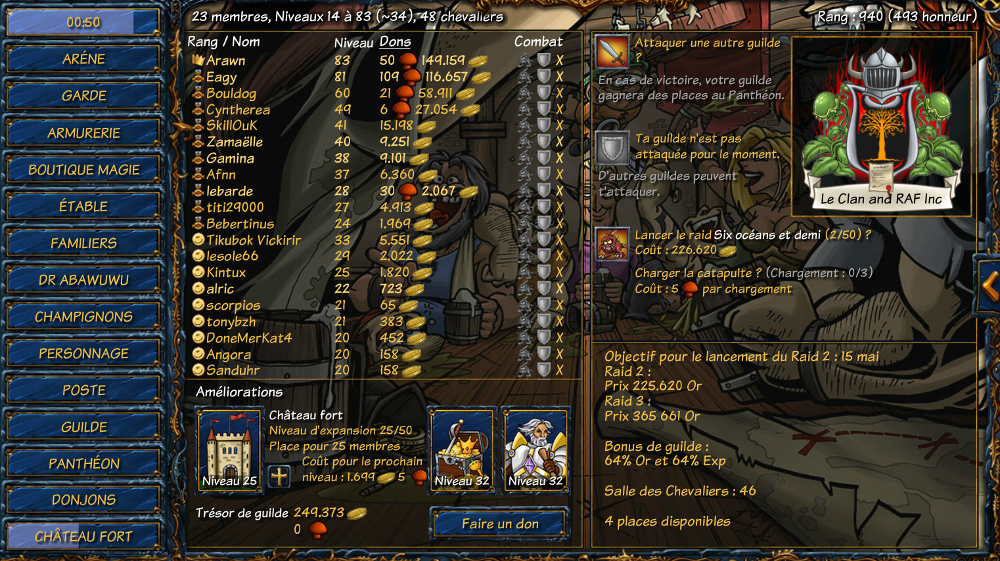 00:50
ARÉNE
GARDE
ARMURERIE
BOUTIQUE MAGIE
ÉTABLE
FAMILIERS
DR ABAWUWU
CHAMPIGNONS
PERSONNAGE
POSTE
GUILDE
PANTHÉON
DONJONS
CHÂTEAU FORT
23 membres, Niveaux 14 à 83 (~34), 48 chevaliers
Rang / Nom Niveau Dons Combat
Arawn 83 50 149.159 X
Eagy 81 109 116.657 X
Bouldog 60 21 58.911 X
Cyntherea 49 6 27.054 X
SkillOuK 41 15.198 X
Zamaëlle 40 9.251 X
Gamina 38 9.101 X
Afnn 37 6.360 X
lebarde 28 30 2.067 X
titi29000 27 4.913 X
Bebertinus 24 1.969 X
Tikubok Vickirir 33 5.551 X
lesole66 29 2.022 X
Kintux 25 1.820 X
alric 22 723 X
scorpios 21 65 X
tonybzh 21 383 X
DoneMerKat4 20 452 X
Angora 20 158 X
Sanduhr 20 158 X
Améliorations
Niveau 25
Château fort
Niveau d'expansion 25/50
Place pour 25 membres
Coût pour le prochain
niveau : 1.699 5
Niveau 32
Niveau 32
Trésor de guilde 249.373
0
Faire un don
Rang : 940 (493 honneur)
Attaquer une autre guilde
?
En cas de victoire, votre guilde
gagnera des places au Panthéon.
Ta guilde n'est pas
attaquée pour le moment.
D'autres guildes peuvent
t'attaquer.
Le Clan and RAF Inc
Lancer le raid Six océans et demi (2/50) ?
Coût : 226.620
Charger la catapulte ? (Chargement : 0/3)
Coût : 5 par chargement
Objectif pour le lancement du Raid 2 : 15 mai
Raid 2 :
Prix 225.620 Or
Raid 3 :
Prix 365 661 Or
Bonus de guilde :
64% Or et 64% Exp
Salle des Chevaliers : 46
4 places disponibles